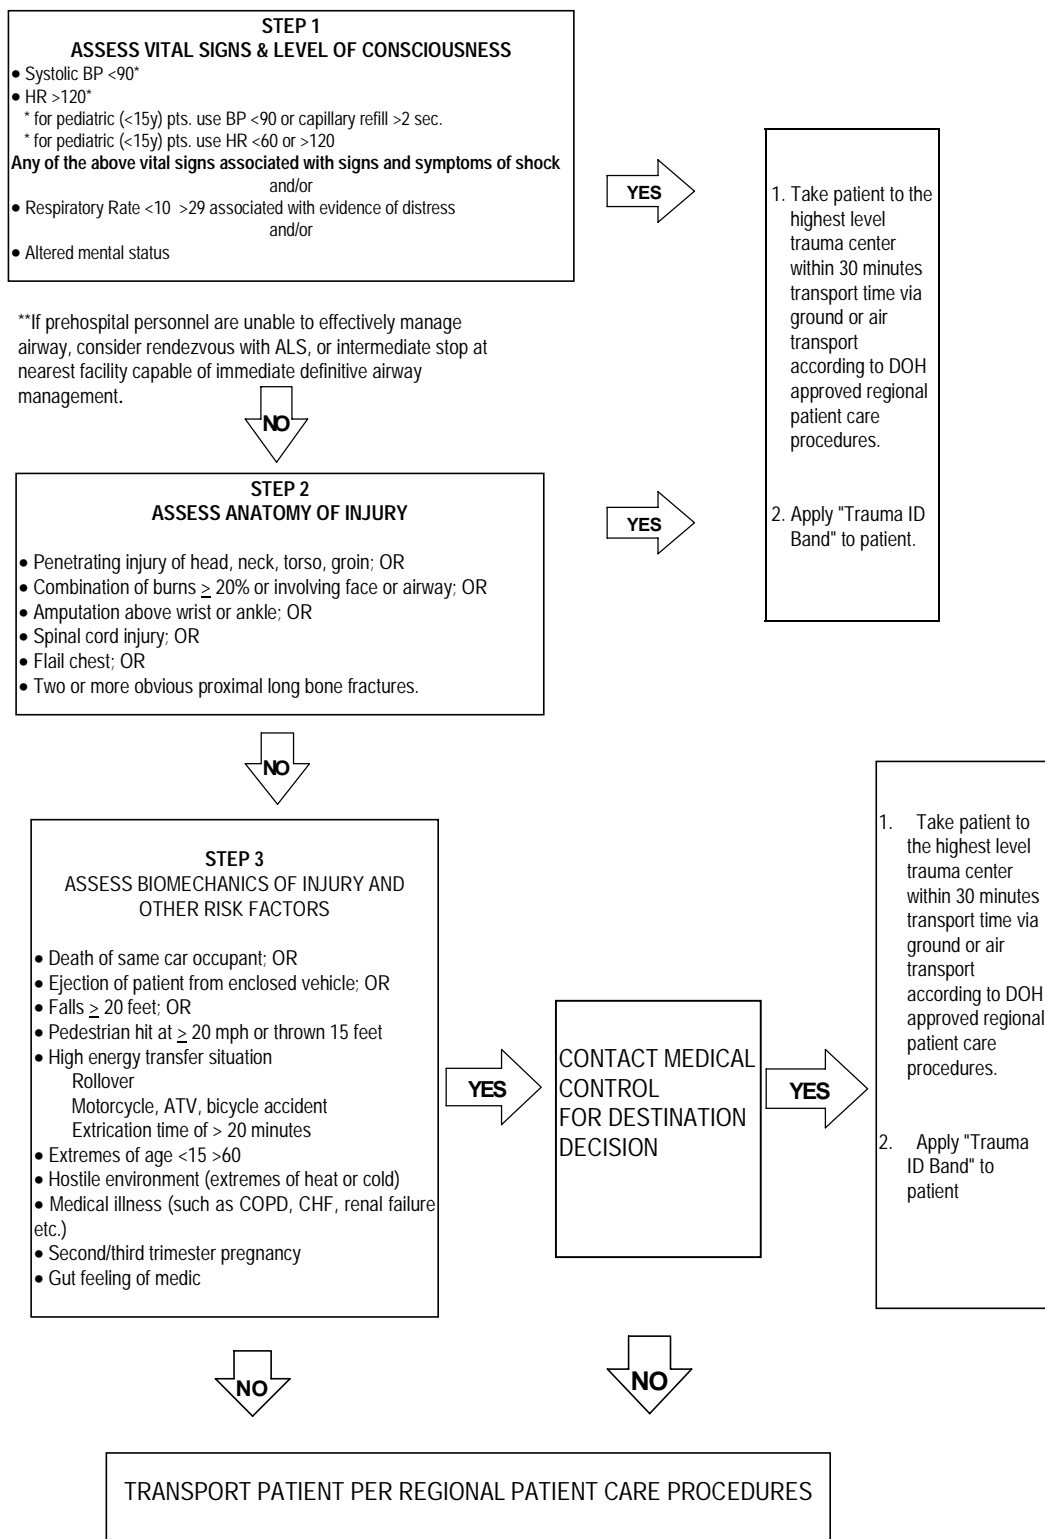 STEP 1
ASSESS VITAL SIGNS & LEVEL OF CONSCIOUSNESS
● Systolic BP <90*
● HR >120*
* for pediatric (<15y) pts. use BP <90 or capillary refill >2 sec.
* for pediatric (<15y) pts. use HR <60 or >120
Any of the above vital signs associated with signs and symptoms of shock
and/or
● Respiratory Rate <10 >29 associated with evidence of distress
and/or
● Altered mental status
YES
1. Take patient to the
highest level
trauma center
within 30 minutes
transport time via
ground or air
transport
according to DOH
approved regional
patient care
procedures.
2. Apply "Trauma ID
Band" to patient.
**If prehospital personnel are unable to effectively manage
airway, consider rendezvous with ALS, or intermediate stop at
nearest facility capable of immediate definitive airway
management.
NO
STEP 2
ASSESS ANATOMY OF INJURY
● Penetrating injury of head, neck, torso, groin; OR
● Combination of burns ≥ 20% or involving face or airway; OR
● Amputation above wrist or ankle; OR
● Spinal cord injury; OR
● Flail chest; OR
● Two or more obvious proximal long bone fractures.
YES
NO
STEP 3
ASSESS BIOMECHANICS OF INJURY AND
OTHER RISK FACTORS
● Death of same car occupant; OR
● Ejection of patient from enclosed vehicle; OR
● Falls ≥ 20 feet; OR
● Pedestrian hit at ≥ 20 mph or thrown 15 feet
● High energy transfer situation
Rollover
Motorcycle, ATV, bicycle accident
Extrication time of > 20 minutes
● Extremes of age <15 >60
● Hostile environment (extremes of heat or cold)
● Medical illness (such as COPD, CHF, renal failure
etc.)
● Second/third trimester pregnancy
● Gut feeling of medic
YES
CONTACT MEDICAL
CONTROL
FOR DESTINATION
DECISION
YES
1. Take patient to
the highest level
trauma center
within 30 minutes
transport time via
ground or air
transport
according to DOH
approved regional
patient care
procedures.
2. Apply "Trauma
ID Band" to
patient
NO
NO
TRANSPORT PATIENT PER REGIONAL PATIENT CARE PROCEDURES